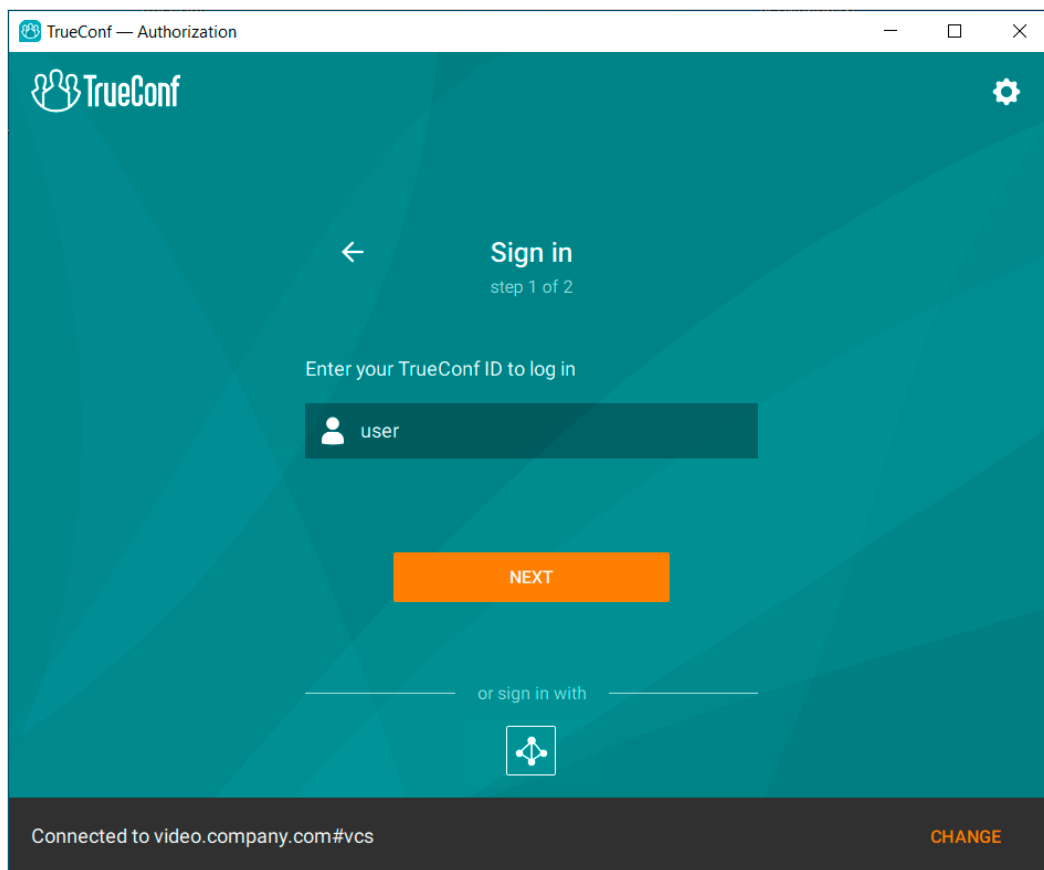 TrueConf — Authorization
TrueConf
Sign in
step 1 of 2
Enter your TrueConf ID to log in
user
NEXT
or sign in with
Connected to video.company.com#vcs
CHANGE